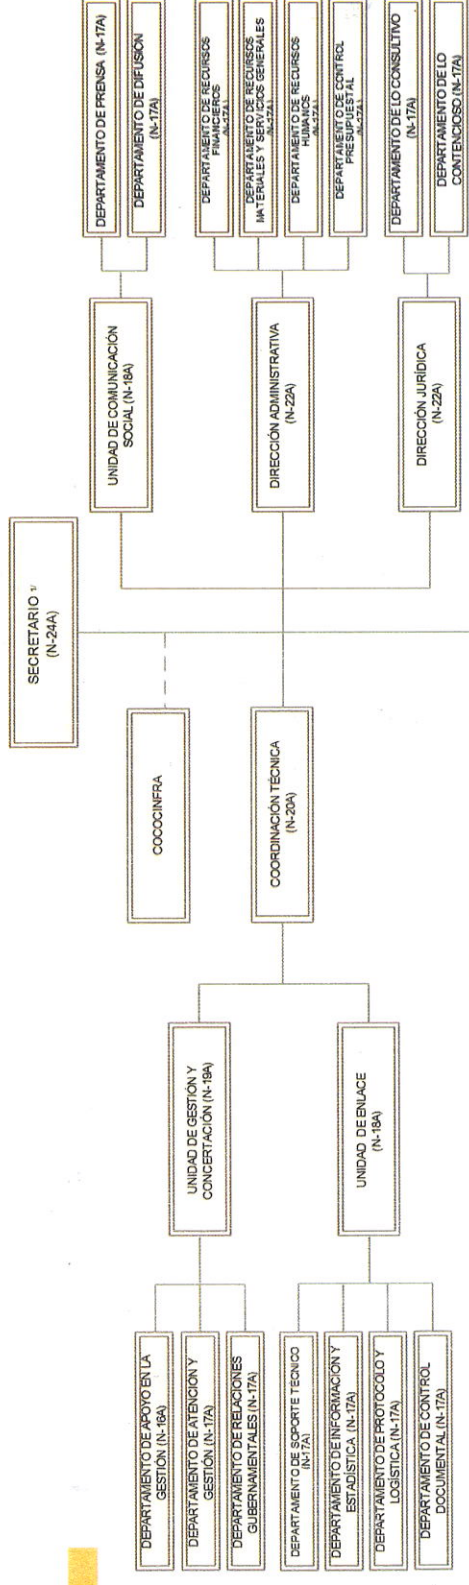 SECRETARIO 1/
(N-24A)
COCOCINFRA
COORDINACIÓN TÉCNICA
(N-20A)
UNIDAD DE GESTIÓN Y
CONCERTACIÓN (N-19A)
DEPARTAMENTO DE APOYO EN LA
GESTIÓN (N-16A)
DEPARTAMENTO DE ATENCIÓN Y
GESTIÓN (N-17A)
DEPARTAMENTO DE RELACIONES
GUBERNAMENTALES (N-17A)
UNIDAD DE ENLACE
(N-18A)
DEPARTAMENTO DE SOPORTE TÉCNICO
(N-17A)
DEPARTAMENTO DE INFORMACIÓN Y
ESTADÍSTICA (N-17A)
DEPARTAMENTO DE PROTOCOLO Y
LOGÍSTICA (N-17A)
DEPARTAMENTO DE CONTROL
DOCUMENTAL (N-17A)
UNIDAD DE COMUNICACIÓN
SOCIAL (N-18A)
DEPARTAMENTO DE PRENSA (N-17A)
DEPARTAMENTO DE DIFUSIÓN
(N-17A)
DIRECCIÓN ADMINISTRATIVA
(N-22A)
DEPARTAMENTO DE RECURSOS
FINANCIEROS
(N-17A)
DEPARTAMENTO DE RECURSOS
MATERIALES Y SERVICIOS GENERALES
(N-17A)
DEPARTAMENTO DE RECURSOS
HUMANOS
(N-17A)
DEPARTAMENTO DE CONTROL
PRESUPUESTAL
(N-17A)
DIRECCIÓN JURÍDICA
(N-22A)
DEPARTAMENTO DE LO CONSULTIVO
(N-17A)
DEPARTAMENTO DE LO
CONTENCIOSO (N-17A)